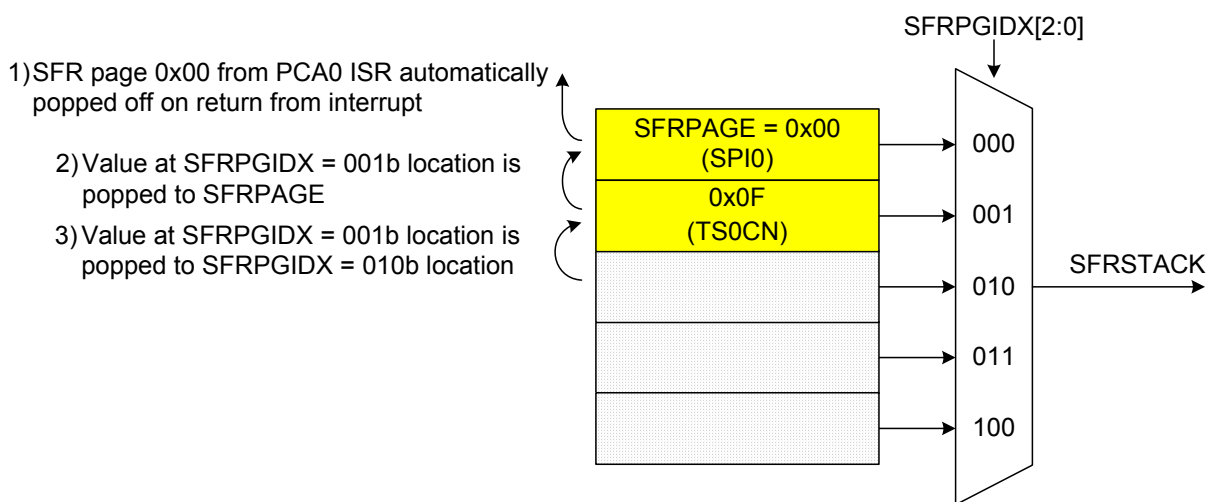 SFRPGIDX[2:0]
1) SFR page 0x00 from PCA0 ISR automatically
popped off on return from interrupt
2) Value at SFRPGIDX = 001b location is
popped to SFRPAGE
3) Value at SFRPGIDX = 001b location is
popped to SFRPGIDX = 010b location
SFRPAGE = 0x00
(SPI0)
0x0F
(TS0CN)
000
001
010
011
100
SFRSTACK